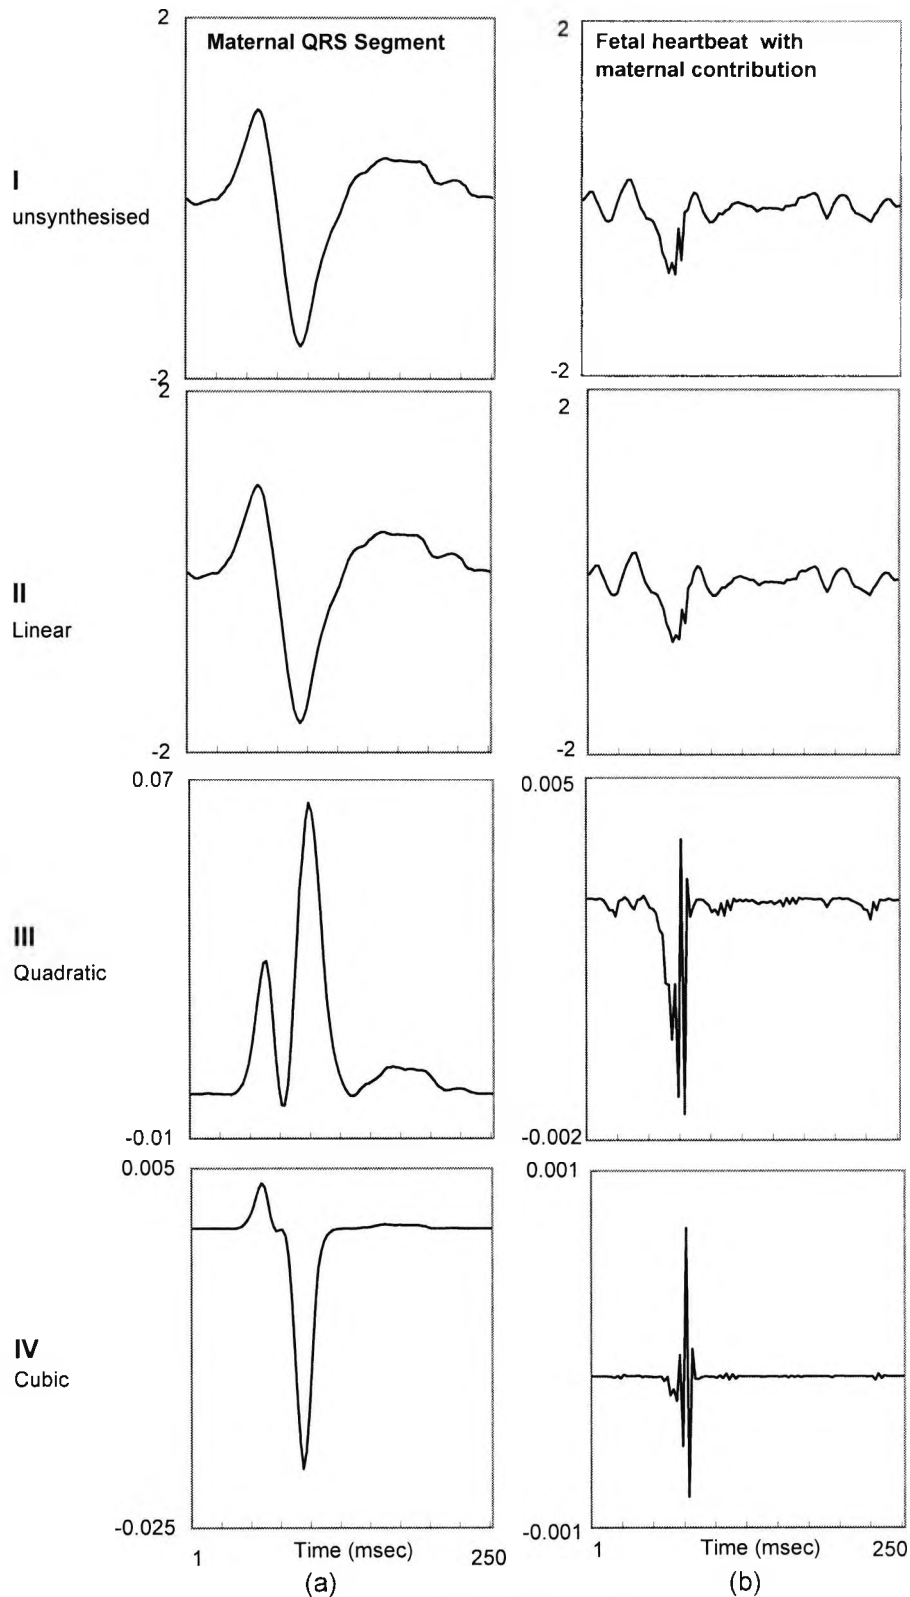 2
Maternal QRS Segment
2
Fetal heartbeat with
maternal contribution
I
unsynthesised
-2
-2
2
2
II
Linear
-2
-2
0.07
0.005
III
Quadratic
-0.01
-0.002
0.005
0.001
IV
Cubic
-0.025
-0.001
1
Time (msec)
250
1
Time (msec)
250
(a)
(b)